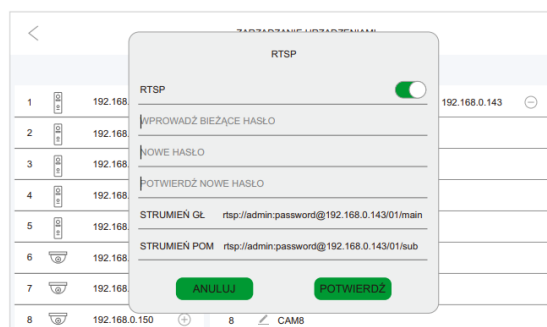 RTSP
RTSP
1 192.168 192.168.0.143
WPROWADŹ BIEŻĄCE HASŁO
2 192.168
NOWE HASŁO
3 192.168
POTWIERDŹ NOWE HASŁO
4 192.168
STRUMIEŃ GŁ rtsp://admin:password@192.168.0.143/01/main
5 192.168
STRUMIEŃ POM rtsp://admin:password@192.168.0.143/01/sub
6 192.168
7 192.168
ANULUJ POTWIERDŹ
8 192.168.0.150 8 CAM8